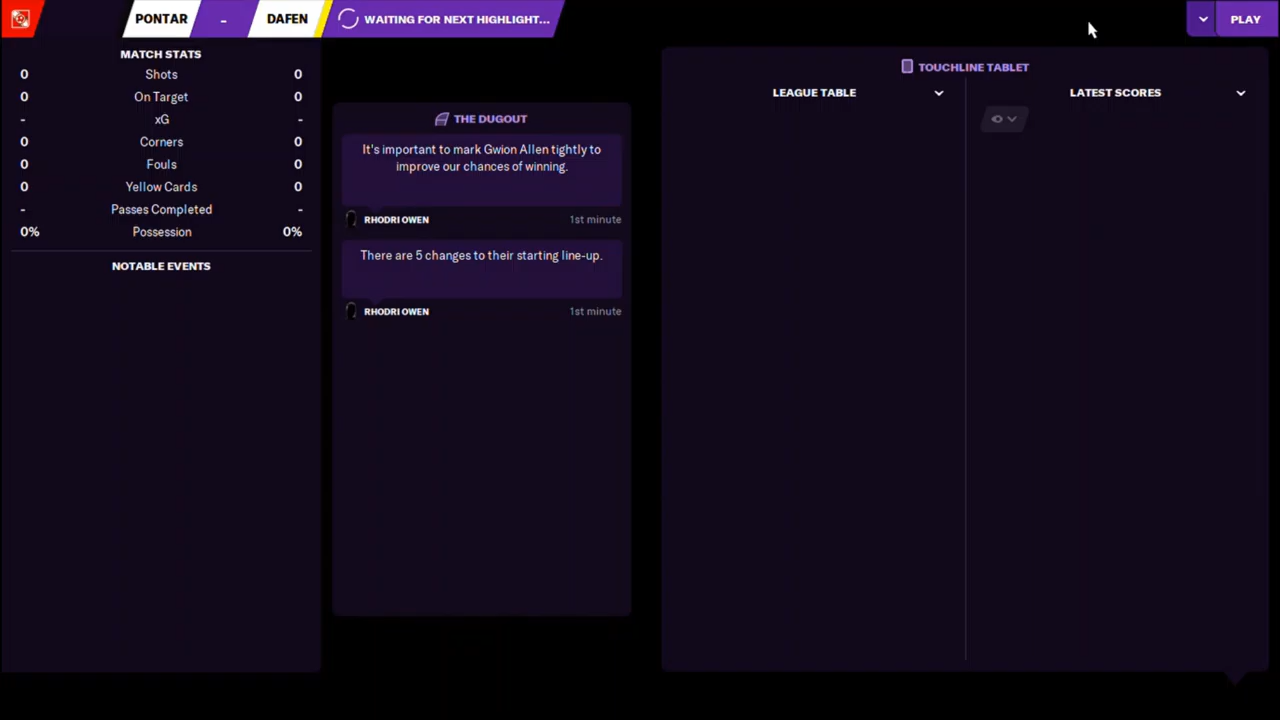 PONTAR - DAFEN WAITING FOR NEXT HIGHLIGHT... PLAY
MATCH STATS
0 Shots 0
0 On Target 0
- xG -
0 Corners 0
0 Fouls 0
0 Yellow Cards 0
- Passes Completed -
0% Possession 0%
NOTABLE EVENTS
THE DUGOUT
It's important to mark Gwion Allen tightly to
improve our chances of winning.
RHODRI OWEN 1st minute
There are 5 changes to their starting line-up.
RHODRI OWEN 1st minute
TOUCHLINE TABLET
LEAGUE TABLE
LATEST SCORES